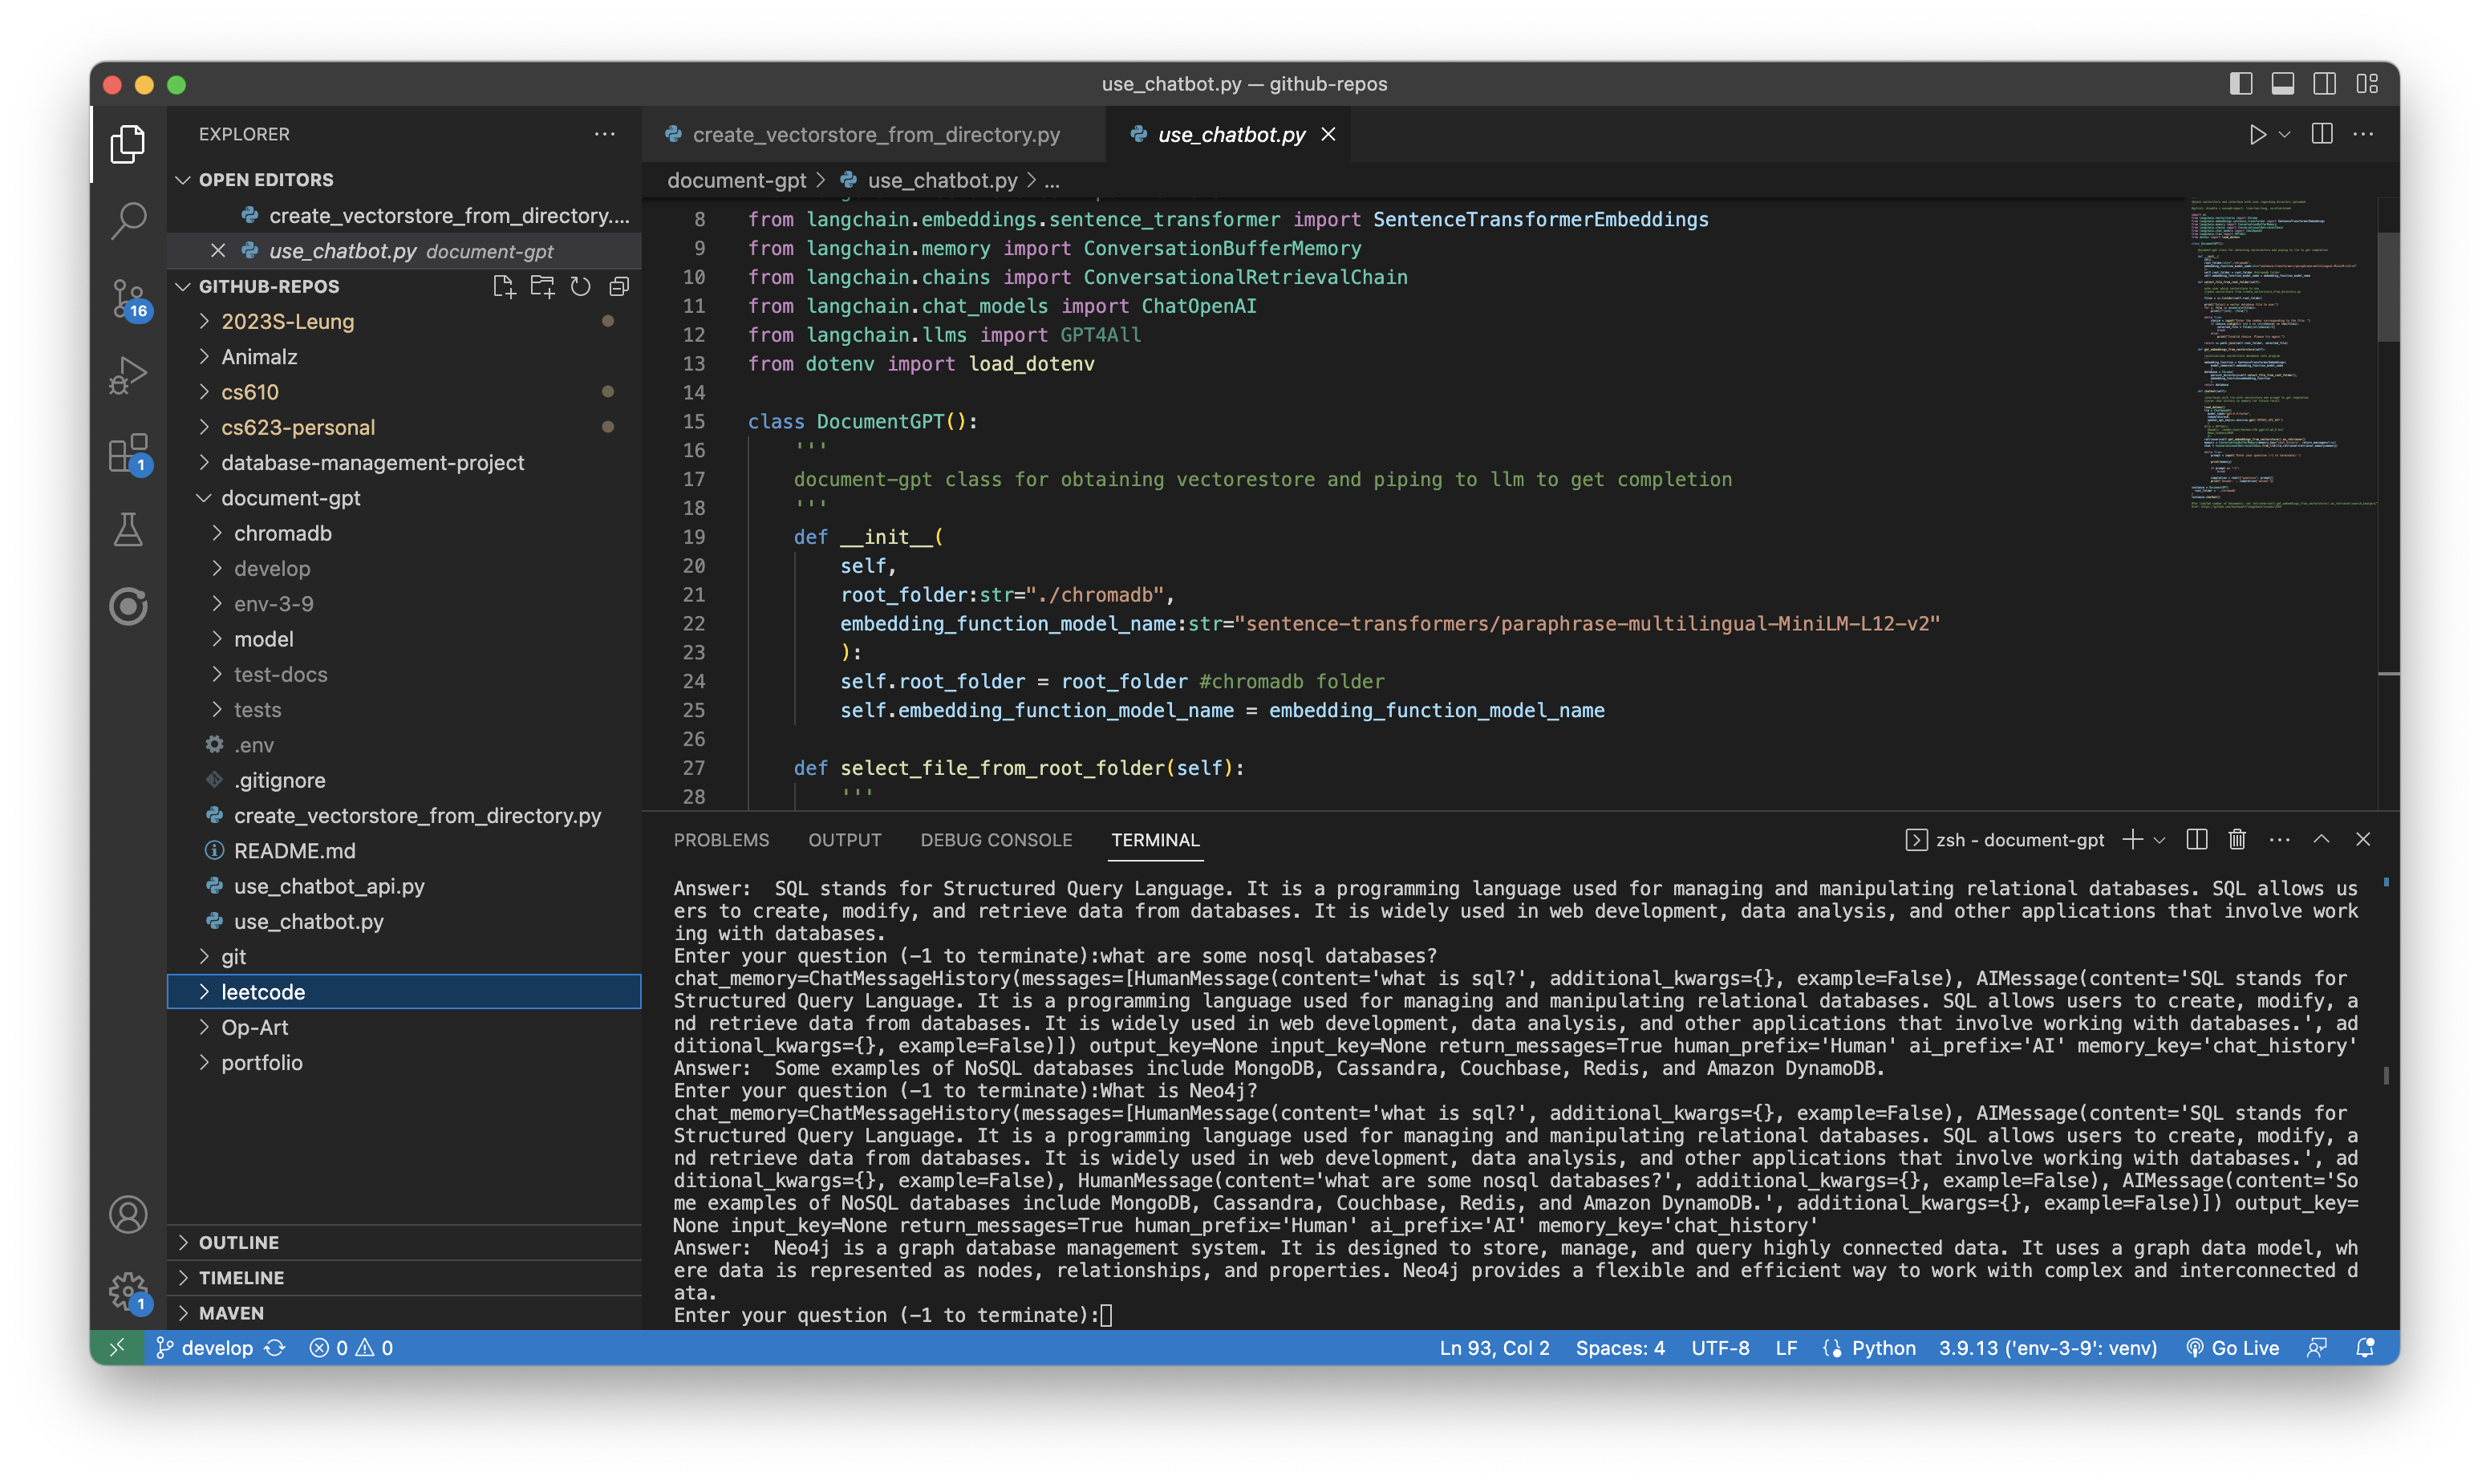 use_chatbot.py — github-repos
EXPLORER
OPEN EDITORS
create_vectorstore_from_directory....
use_chatbot.py document-gpt
GITHUB-REPOS
2023S-Leung
Animalz
cs610
cs623-personal
database-management-project
document-gpt
chromadb
develop
env-3-9
model
test-docs
tests
.env
.gitignore
create_vectorstore_from_directory.py
README.md
use_chatbot_api.py
use_chatbot.py
git
leetcode
Op-Art
portfolio
OUTLINE
TIMELINE
MAVEN
16
1
1
create_vectorstore_from_directory.py
use_chatbot.py
document-gpt > use_chatbot.py > ...
8 from langchain.embeddings.sentence_transformer import SentenceTransformerEmbeddings
9 from langchain.memory import ConversationBufferMemory
10 from langchain.chains import ConversationalRetrievalChain
11 from langchain.chat_models import ChatOpenAI
12 from langchain.llms import GPT4All
13 from dotenv import load_dotenv
14
15 class DocumentGPT():
16 '''
17 document-gpt class for obtaining vectorestore and piping to llm to get completion
18 '''
19 def __init__(
20 self,
21 root_folder:str="./chromadb",
22 embedding_function_model_name:str="sentence-transformers/paraphrase-multilingual-MiniLM-L12-v2"
23 ):
24 self.root_folder = root_folder #chromadb folder
25 self.embedding_function_model_name = embedding_function_model_name
26
27 def select_file_from_root_folder(self):
28 '''
PROBLEMS OUTPUT DEBUG CONSOLE TERMINAL
zsh - document-gpt
Answer:  SQL stands for Structured Query Language. It is a programming language used for managing and manipulating relational databases. SQL allows us
ers to create, modify, and retrieve data from databases. It is widely used in web development, data analysis, and other applications that involve work
ing with databases.
Enter your question (-1 to terminate):what are some nosql databases?
chat_memory=ChatMessageHistory(messages=[HumanMessage(content='what is sql?', additional_kwargs={}, example=False), AIMessage(content='SQL stands for
Structured Query Language. It is a programming language used for managing and manipulating relational databases. SQL allows users to create, modify, a
nd retrieve data from databases. It is widely used in web development, data analysis, and other applications that involve working with databases.', ad
ditional_kwargs={}, example=False)]) output_key=None input_key=None return_messages=True human_prefix='Human' ai_prefix='AI' memory_key='chat_history'
Answer:  Some examples of NoSQL databases include MongoDB, Cassandra, Couchbase, Redis, and Amazon DynamoDB.
Enter your question (-1 to terminate):What is Neo4j?
chat_memory=ChatMessageHistory(messages=[HumanMessage(content='what is sql?', additional_kwargs={}, example=False), AIMessage(content='SQL stands for
Structured Query Language. It is a programming language used for managing and manipulating relational databases. SQL allows users to create, modify, a
nd retrieve data from databases. It is widely used in web development, data analysis, and other applications that involve working with databases.', ad
ditional_kwargs={}, example=False), HumanMessage(content='what are some nosql databases?', additional_kwargs={}, example=False), AIMessage(content='So
me examples of NoSQL databases include MongoDB, Cassandra, Couchbase, Redis, and Amazon DynamoDB.', additional_kwargs={}, example=False)]) output_key=
None input_key=None return_messages=True human_prefix='Human' ai_prefix='AI' memory_key='chat_history'
Answer:  Neo4j is a graph database management system. It is designed to store, manage, and query highly connected data. It uses a graph data model, wh
ere data is represented as nodes, relationships, and properties. Neo4j provides a flexible and efficient way to work with complex and interconnected d
ata.
Enter your question (-1 to terminate):
develop 0 0 Ln 93, Col 2 Spaces: 4 UTF-8 LF Python 3.9.13 ('env-3-9': venv) Go Live